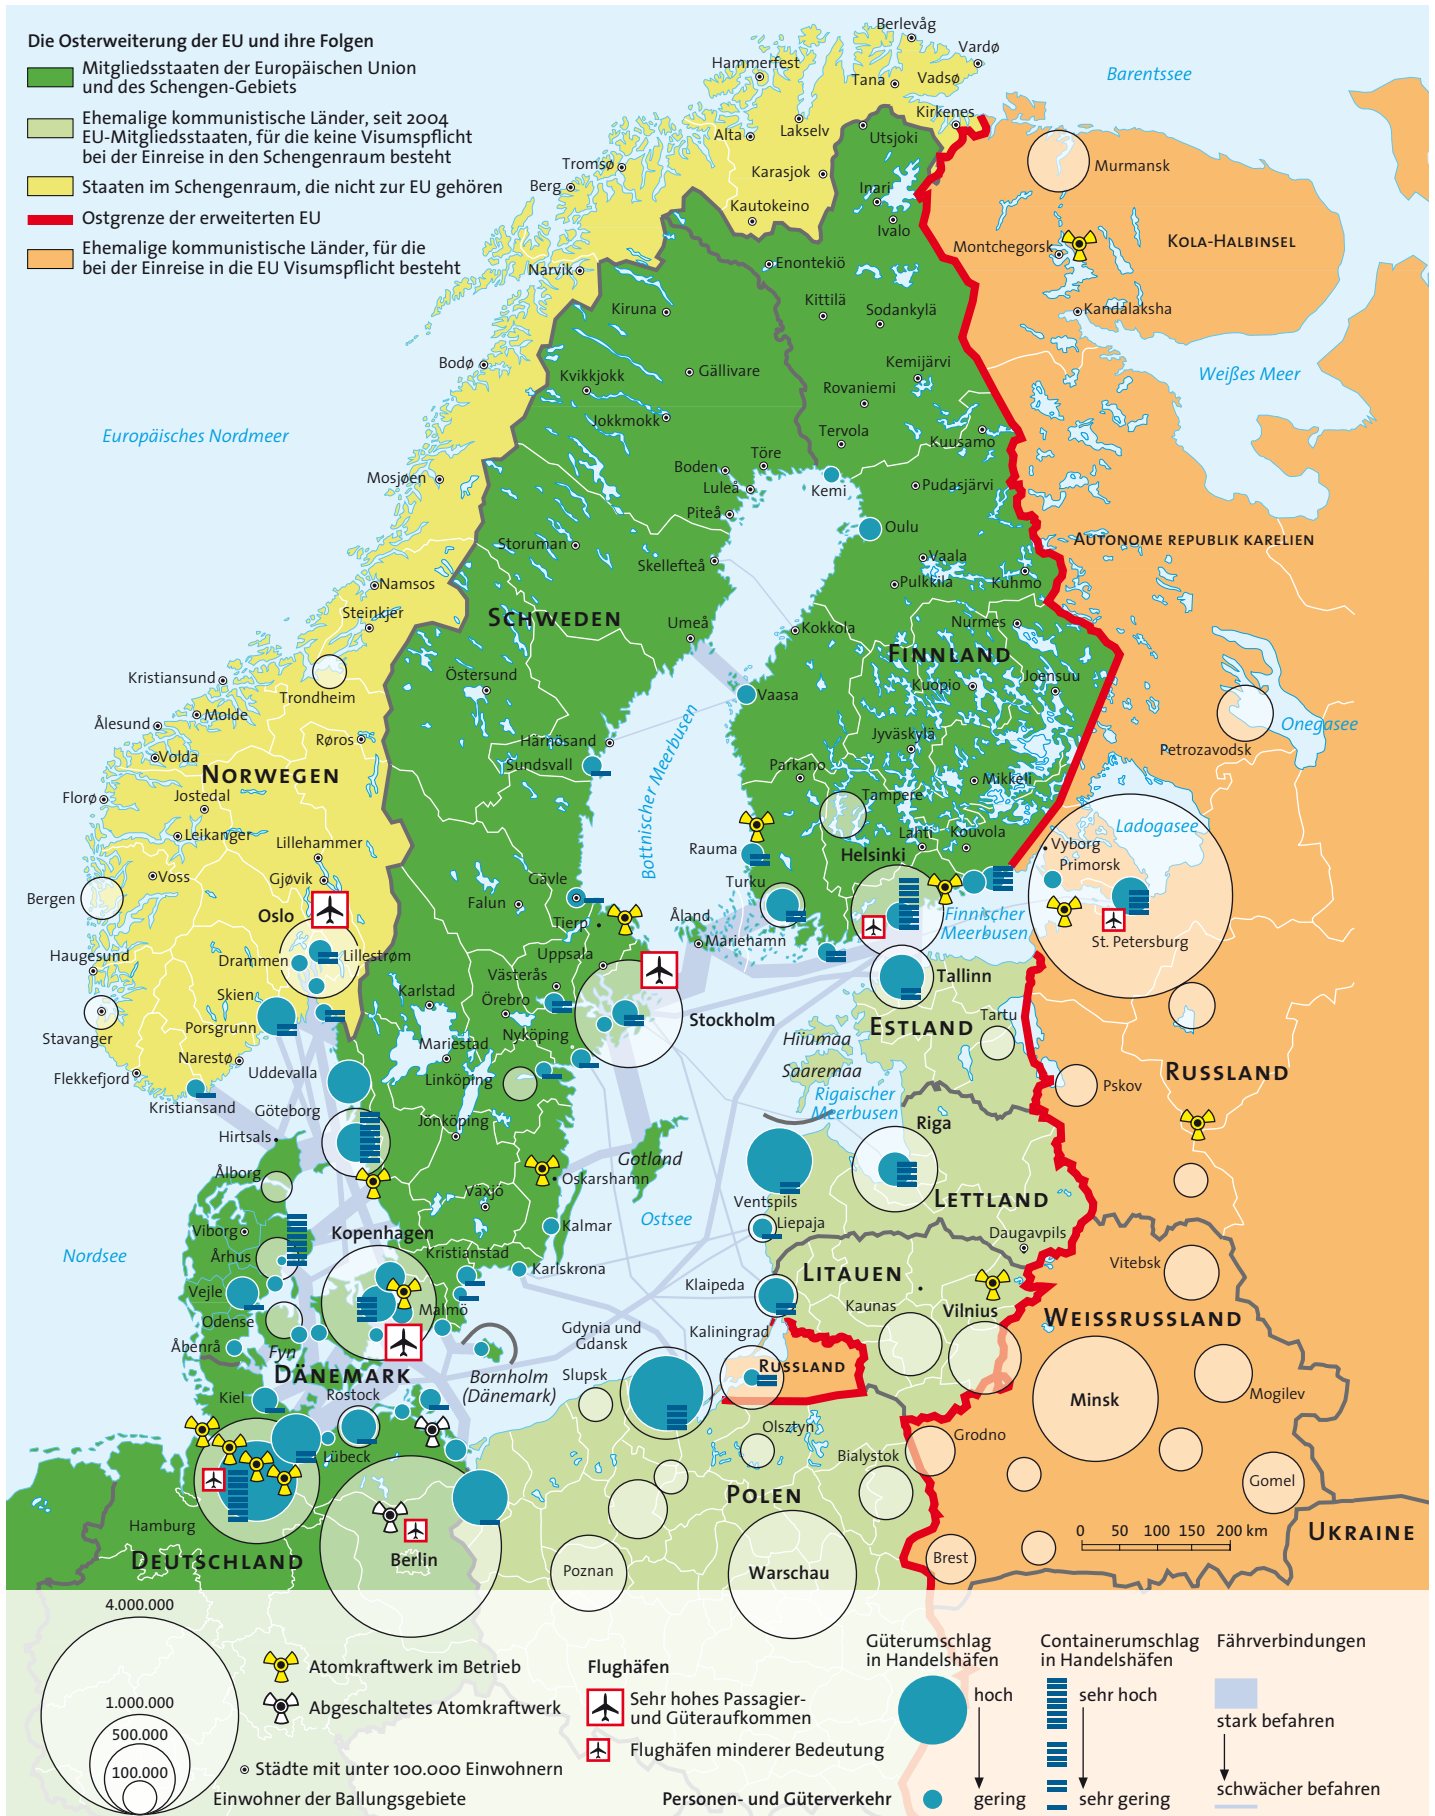 Die Osterweiterung der EU und ihre Folgen
Mitgliedsstaaten der Europäischen Union
und des Schengen-Gebiets
Ehemalige kommunistische Länder, seit 2004
EU-Mitgliedsstaaten, für die keine Visumspflicht
bei der Einreise in den Schengenraum besteht
Staaten im Schengenraum, die nicht zur EU gehören
Ostgrenze der erweiterten EU
Ehemalige kommunistische Länder, für die
bei der Einreise in die EU Visumspflicht besteht
Berlevåg
Vardø
Hammerfest
Tana
Vadsø
Barentssee
Kirkenes
Alta
Lakselv
Utsjoki
Tromsø
Murmansk
Karasjok
Berg
Inari
Kautokeino
Ivalo
Montchegorsk
KOLA-HALBINSEL
Narvik
Enontekiö
Kittilä
Kiruna
Sodankylä
Kandalaksha
Bodø
Kvikkjokk
Gällivare
Kemijärvi
Weißes Meer
Rovaniemi
Jokkmokk
Europäisches Nordmeer
Tervola
Kuusamo
Töre
Boden
Mosjøen
Luleå
Kemi
Pudasjärvi
Piteå
Oulu
AUTONOME REPUBLIK KARELIEN
Storuman
Skellefteå
Vaala
Namsos
Pulkkila
Kuhmo
Steinkjer
SCHWEDEN
Umeå
Kokkola
Nurmes
FINNLAND
Kristiansund
Östersund
Kuopio
Joensuu
Trondheim
Vaasa
Ålesund
Molde
Onegasee
Røros
Härnösand
Jyväskylä
Petrozavodsk
Volda
Sundsvall
Parkano
NORWEGEN
Bottnischer Meerbusen
Mikkeli
Florø
Jostedal
Tampere
Leikanger
Ladogasee
Lillehammer
Lahti
Kouvola
Vyborg
Rauma
Helsinki
Primorsk
Voss
Gjøvik
Gävle
Turku
Bergen
Falun
Oslo
Tierp
Åland
Finnischer
Meerbusen
St. Petersburg
Haugesund
Drammen
Lillestrøm
Uppsala
Mariehamn
Västerås
Tallinn
Skien
Karlstad
Örebro
Tartu
Porsgrunn
Stockholm
ESTLAND
Stavanger
Mariestad
Nyköping
Hiiumaa
Narestø
Saaremaa
RUSSLAND
Flekkefjord
Uddevalla
Linköping
Pskov
Rigaischer
Meerbusen
Kristiansand
Göteborg
Jönköping
Riga
Hirtsals
Gotland
Ålborg
Oskarshamn
Växjö
LETTLAND
Ventspils
Viborg
Kopenhagen
Kalmar
Ostsee
Liepaja
Daugavpils
Nordsee
Århus
Kristianstad
Karlskrona
Vitebsk
Vejle
Klaipeda
LITAUEN
Malmö
Kaunas
Vilnius
Odense
Gdynia und
Gdansk
Kaliningrad
WEISSRUSSLAND
Åbenrå
Fyn
RUSSLAND
DÄNEMARK
Bornholm
(Dänemark)
Slupsk
Kiel
Rostock
Minsk
Mogilev
Olsztyn
Grodno
Lübeck
Bialystok
Gomel
POLEN
Hamburg
0 50 100 150 200 km
UKRAINE
DEUTSCHLAND
Berlin
Poznan
Warschau
Brest
4.000.000
1.000.000
500.000
100.000
Atomkraftwerk im Betrieb
Abgeschaltetes Atomkraftwerk
Städte mit unter 100.000 Einwohnern
Einwohner der Ballungsgebiete
Flughäfen
Sehr hohes Passagier-
und Güteraufkommen
Flughäfen minderer Bedeutung
Personen- und Güterverkehr
Güterumschlag
in Handelshäfen
hoch
gering
Containerumschlag
in Handelshäfen
sehr hoch
sehr gering
Fährverbindungen
stark befahren
schwächer befahren